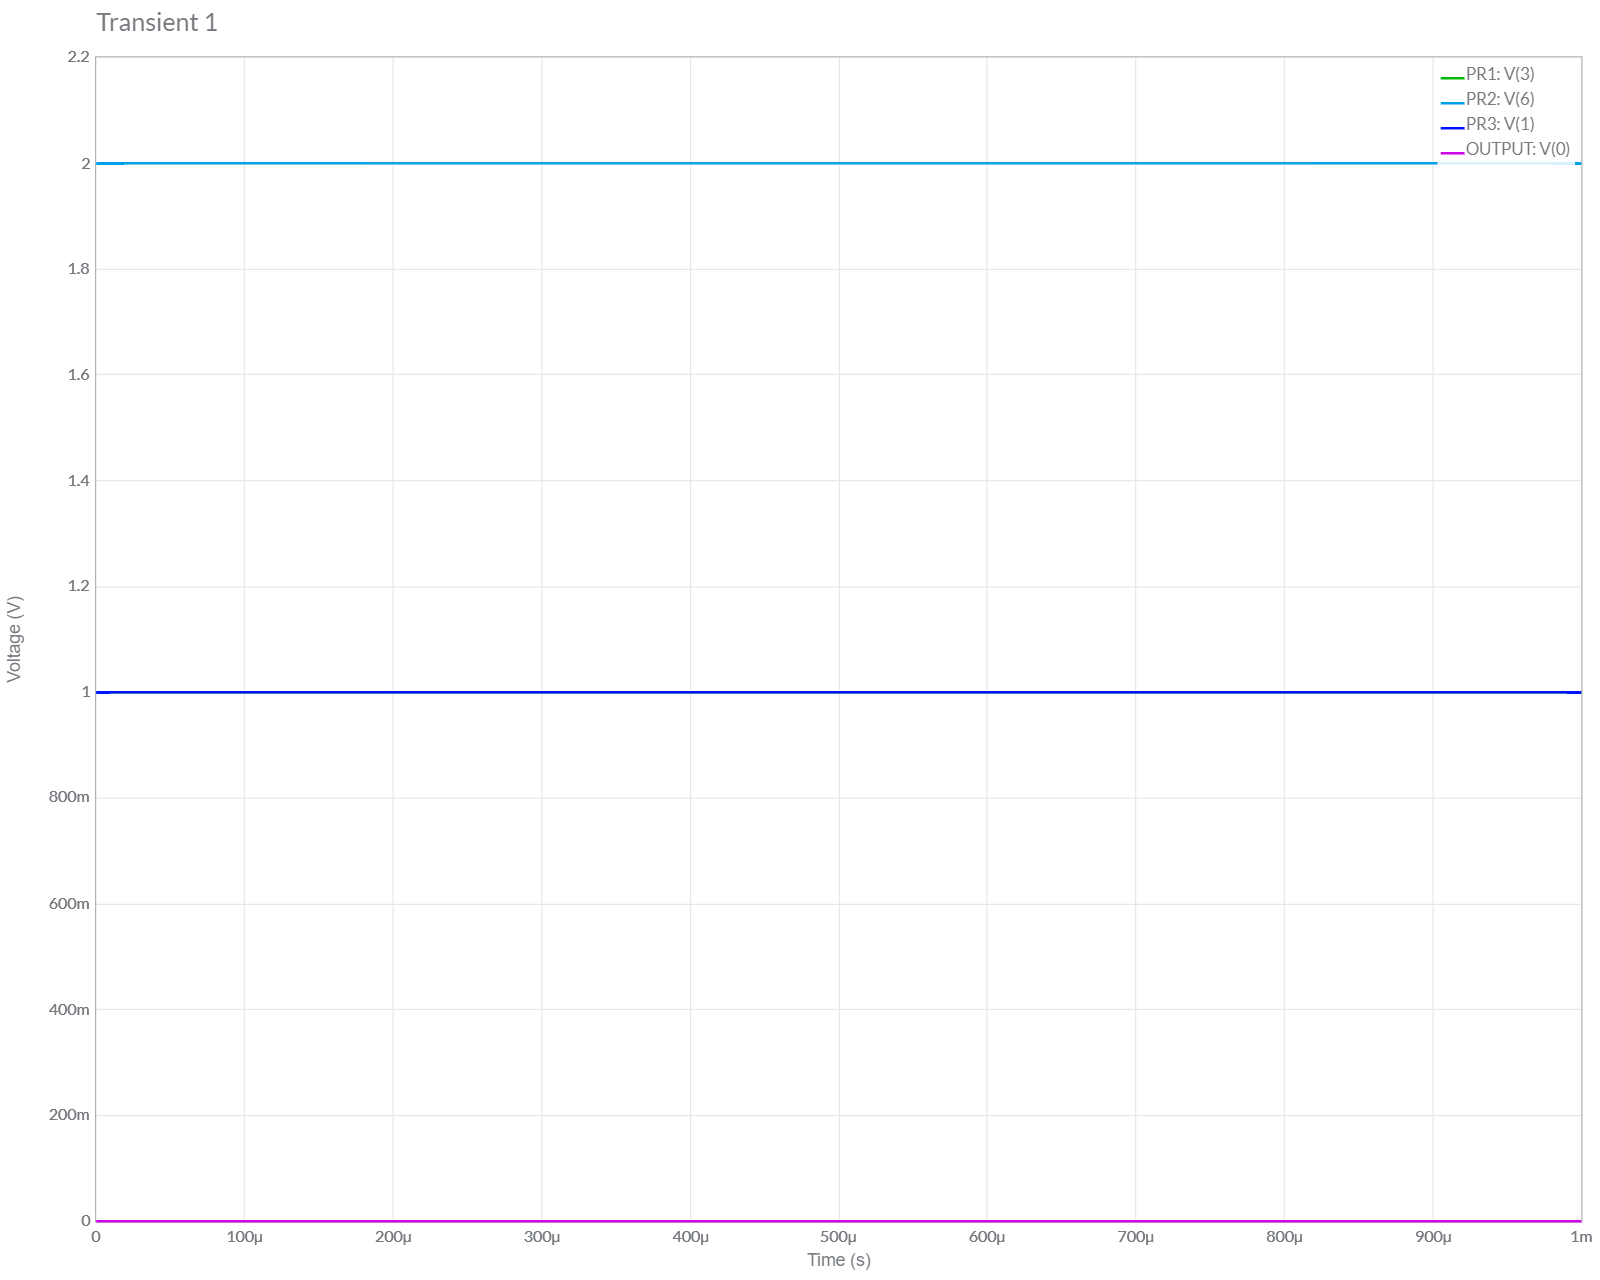 Transient 1
2.2
PR1: V(3)
PR2: V(6)
PR3: V(1)
OUTPUT: V(0)
2
1.8
1.6
1.4
1.2
Voltage (V)
1
800m
600m
400m
200m
0
0 100µ 200µ 300µ 400µ 500µ 600µ 700µ 800µ 900µ 1m
Time (s)